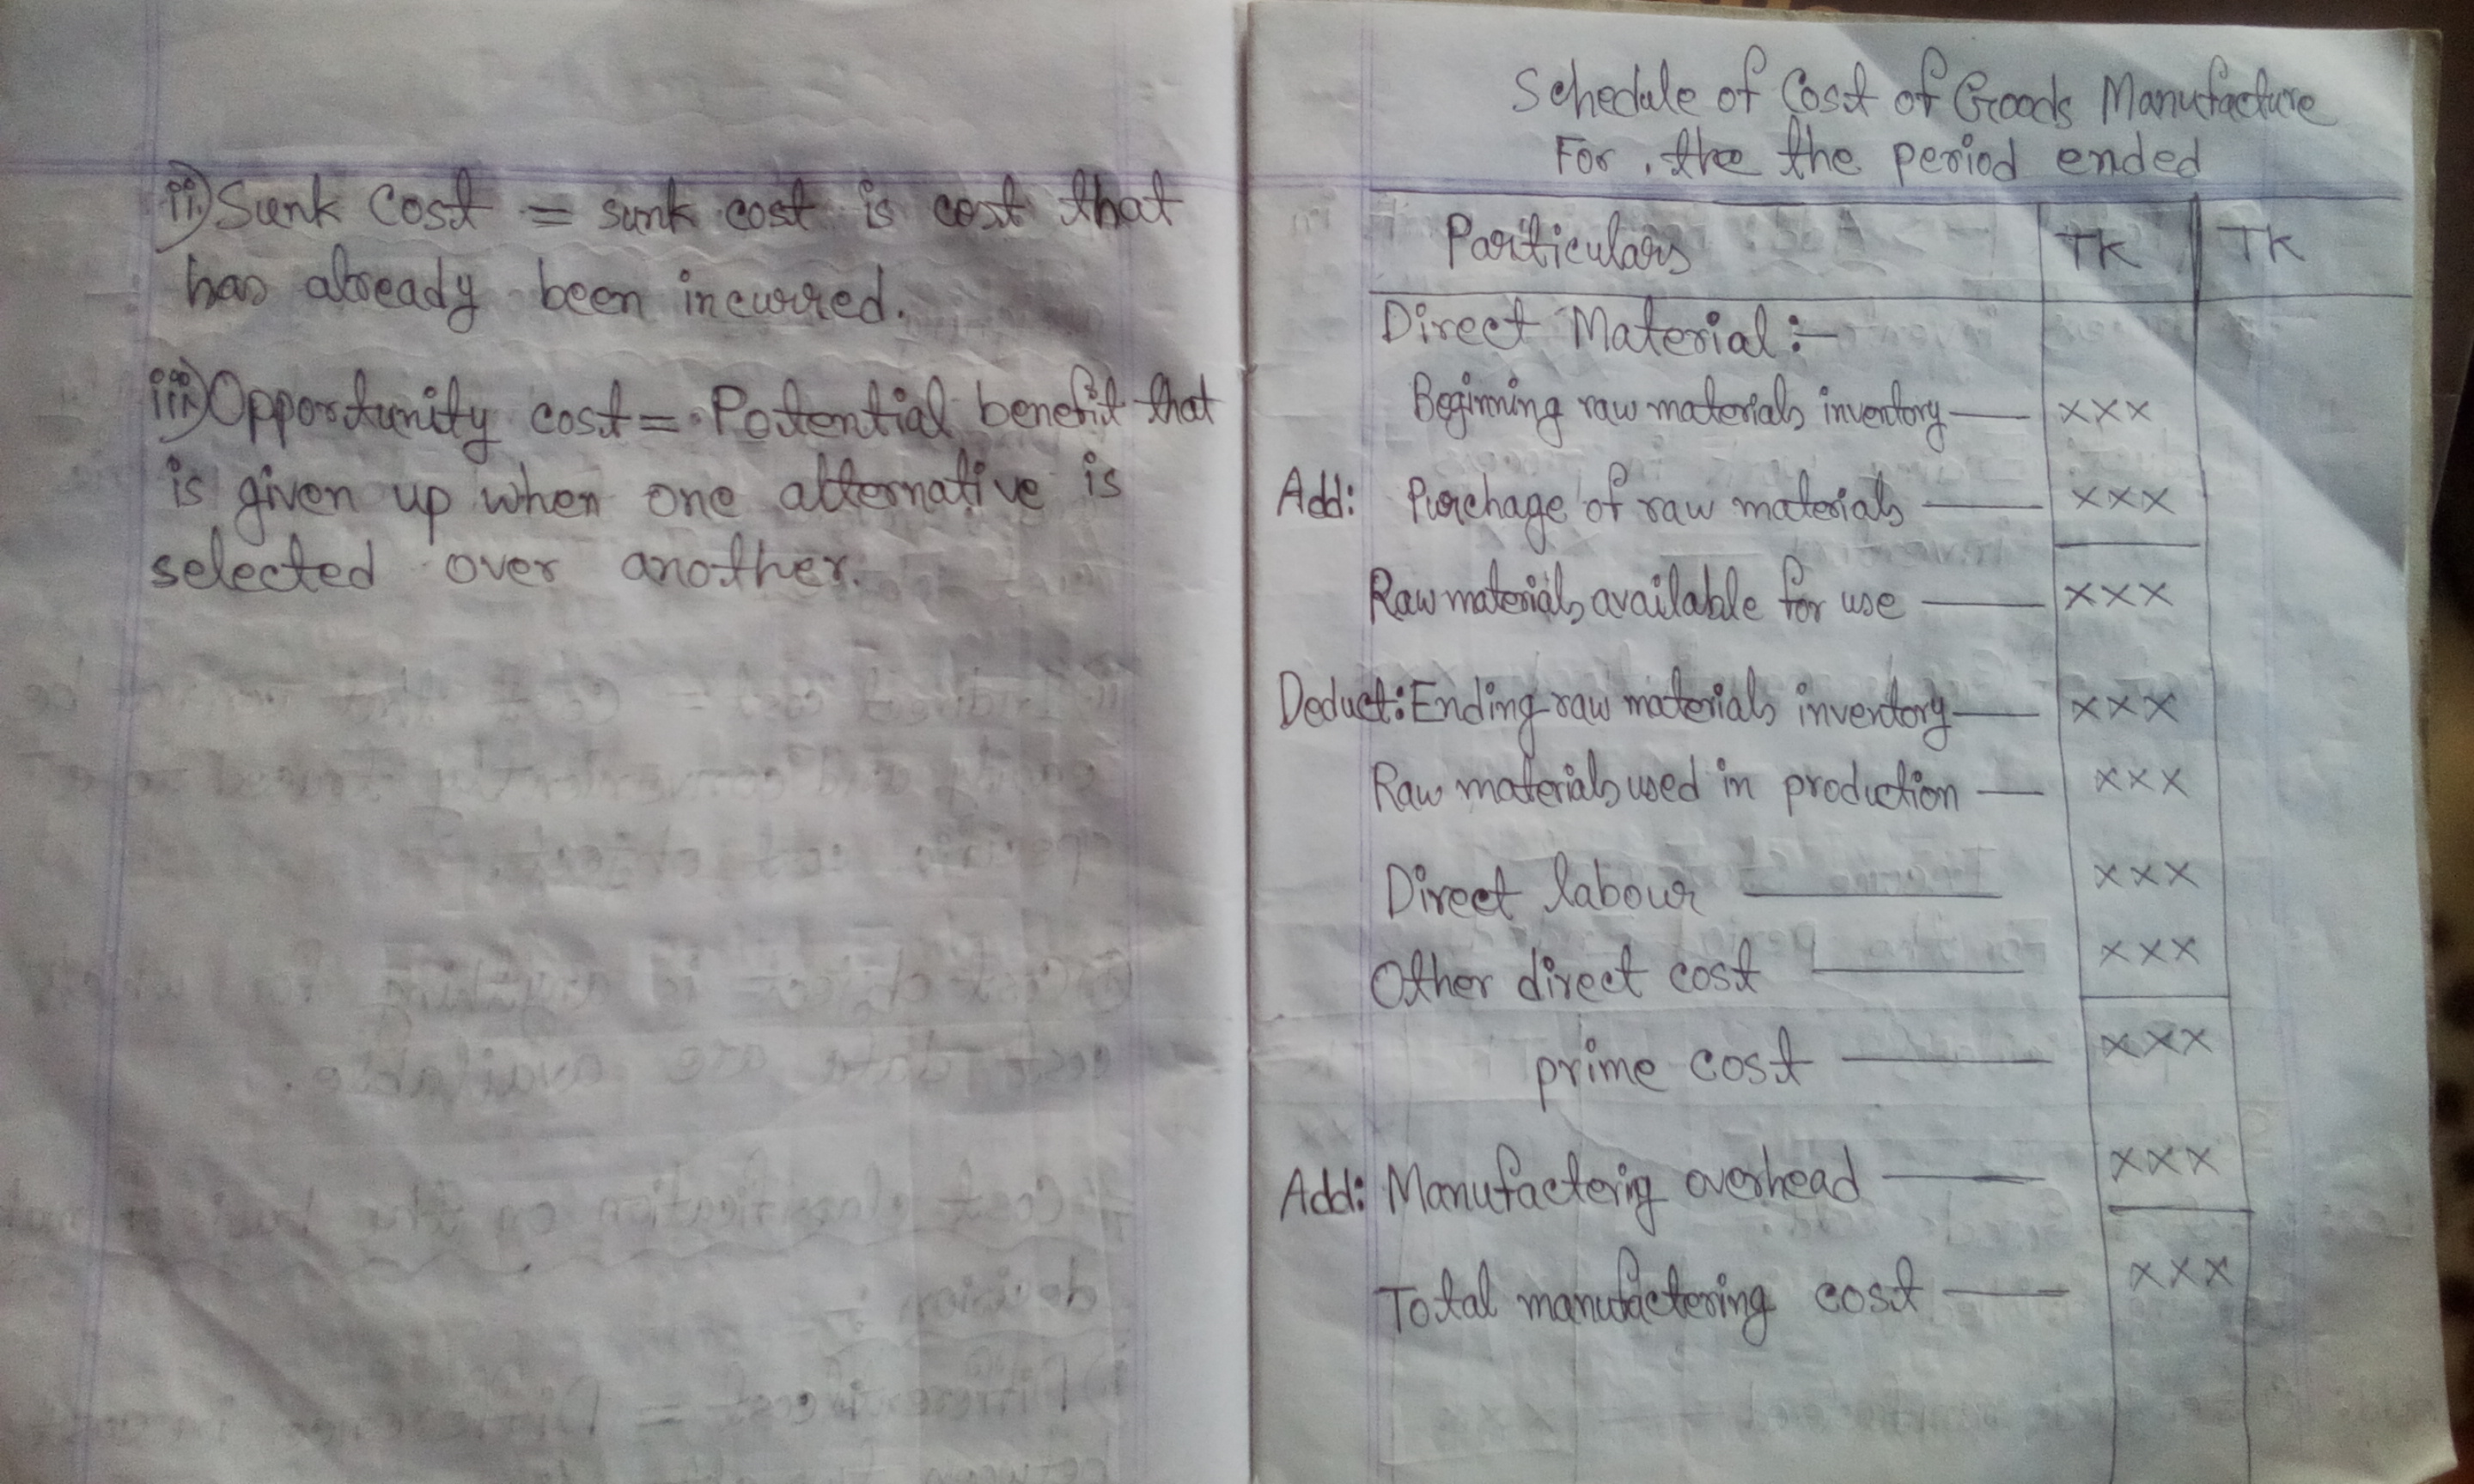 ii) Sunk Cost = sunk cost is cost that
has already been incurred.
iii) Opportunity cost = Potential benefit that
is given up when one alternative is
selected over another.
Schedule of Cost of Goods Manufacture
For the the period ended
Particulars TK TK
Direct Material :-
Beginning raw materials inventory — xxx
Add: Purchage of raw materials — xxx
Raw materials available for use — xxx
Deduct: Ending raw materials inventory — xxx
Raw materials used in production — xxx
Direct labour — xxx
Other direct cost — xxx
prime cost — xxx
Add: Manufactering overhead — xxx
Total manufactering cost — xxx